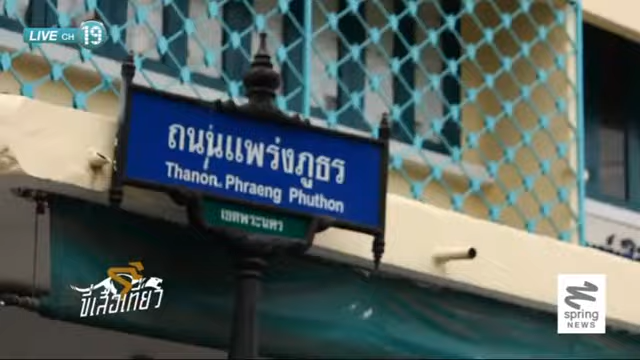 LIVE CH 19
ถนนแพร่งภูธร
Thanon Phraeng Phuthon
เขตพระนคร
ขี่เสือเที่ยว
spring
NEWS